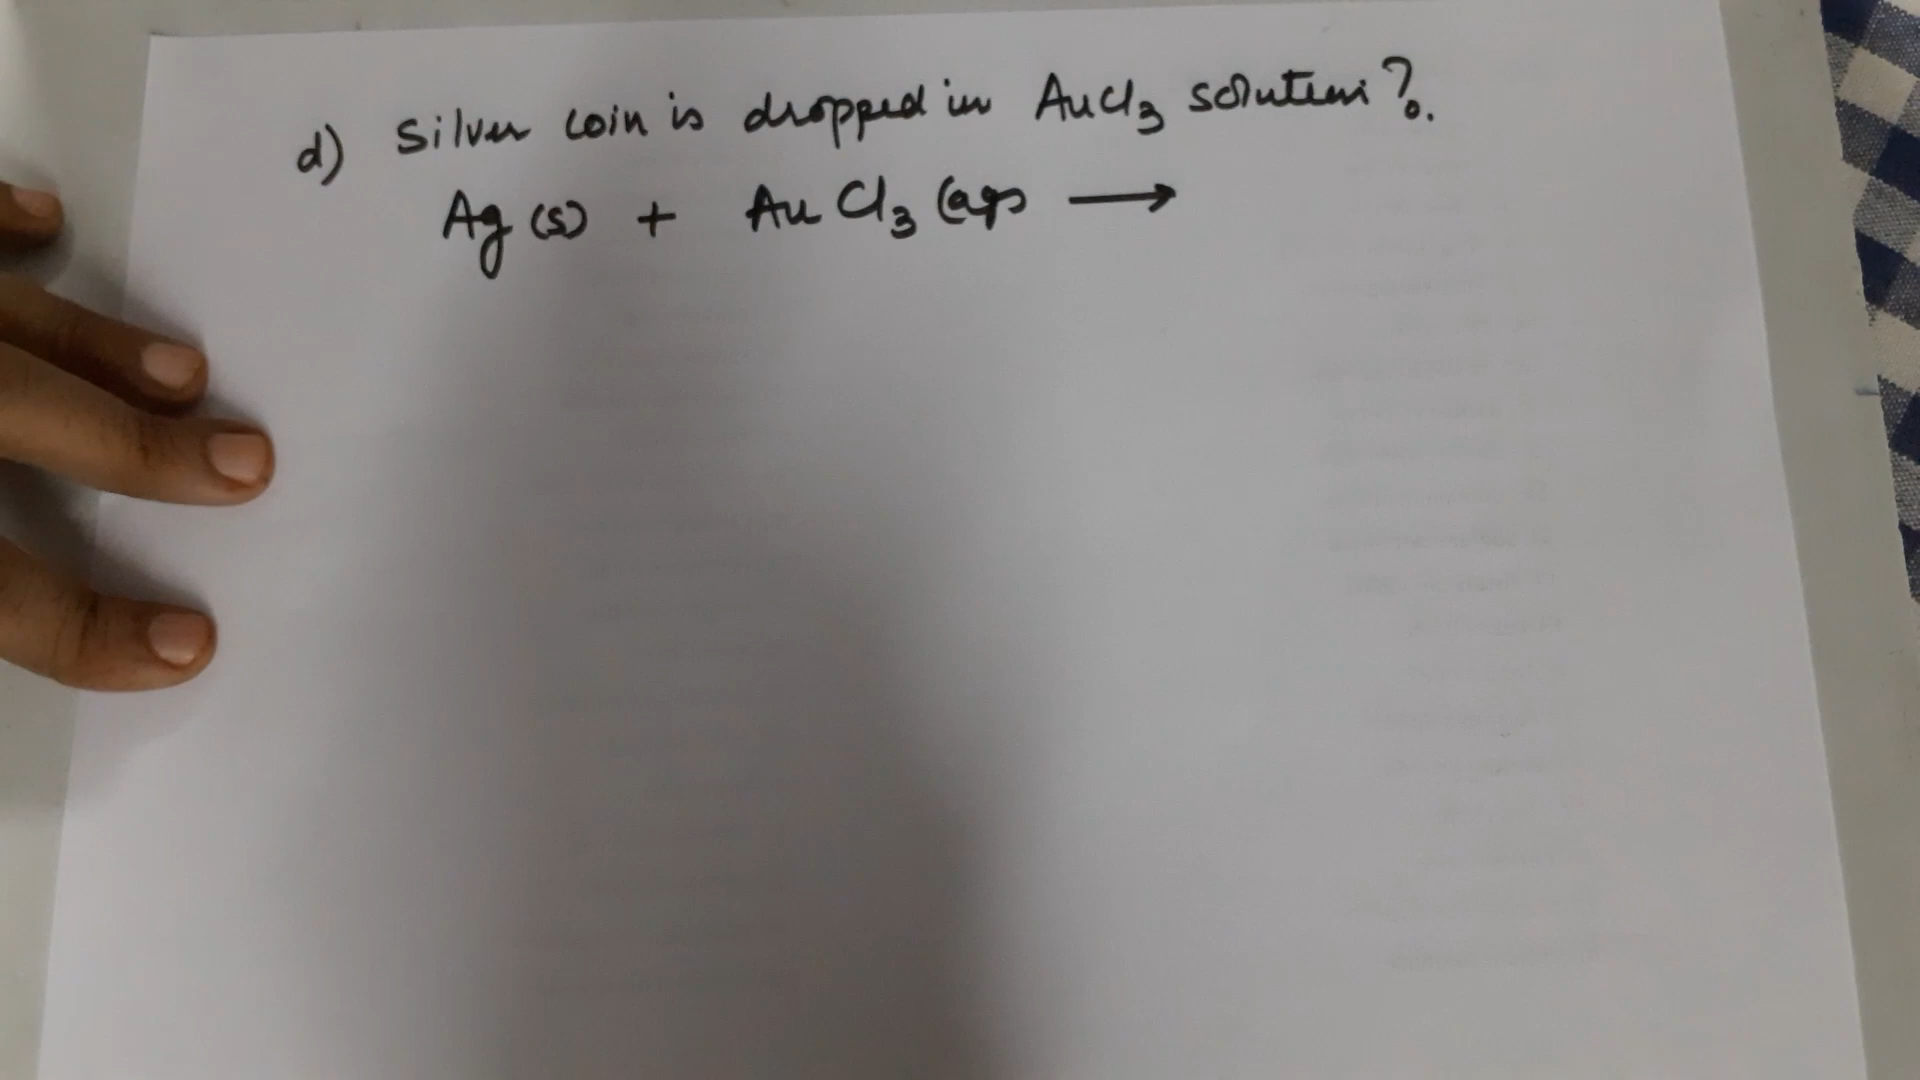 d) Silver coin is dropped in AuCl3 solution?.
Ag (s) + AuCl3 (aq) ⟶